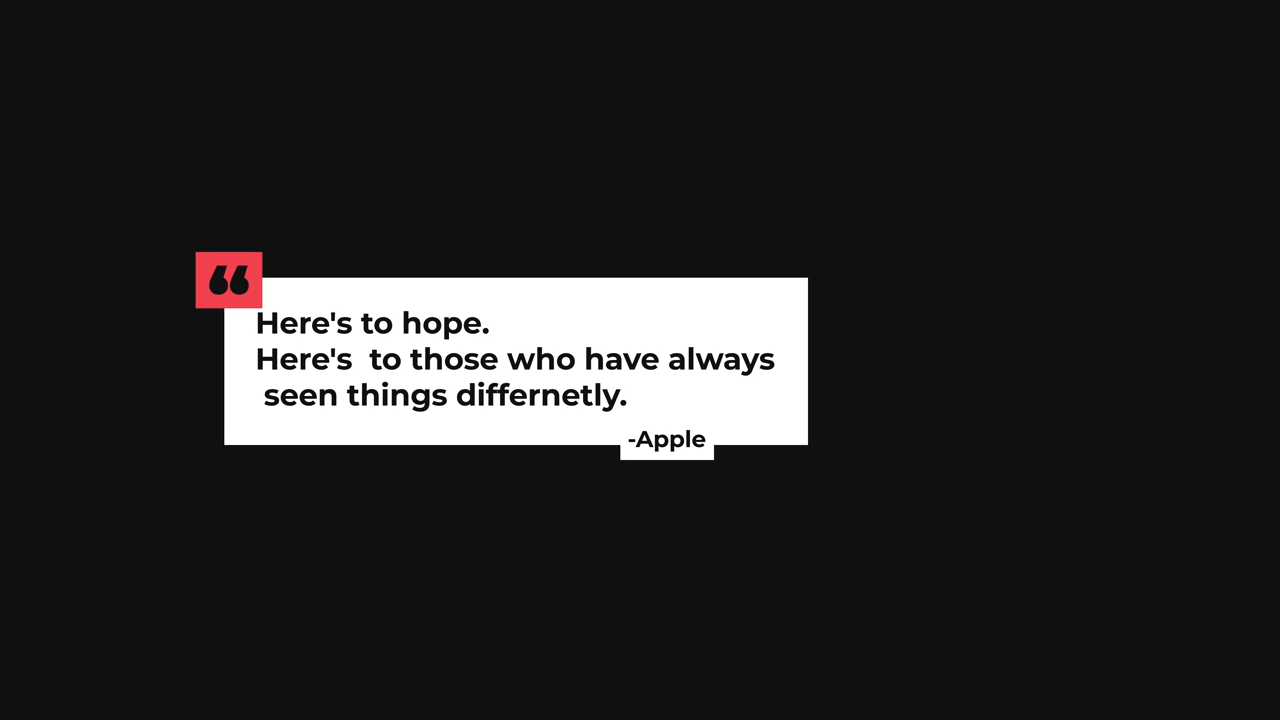 “
Here's to hope.
Here's  to those who have always
seen things differnetly.
-Apple